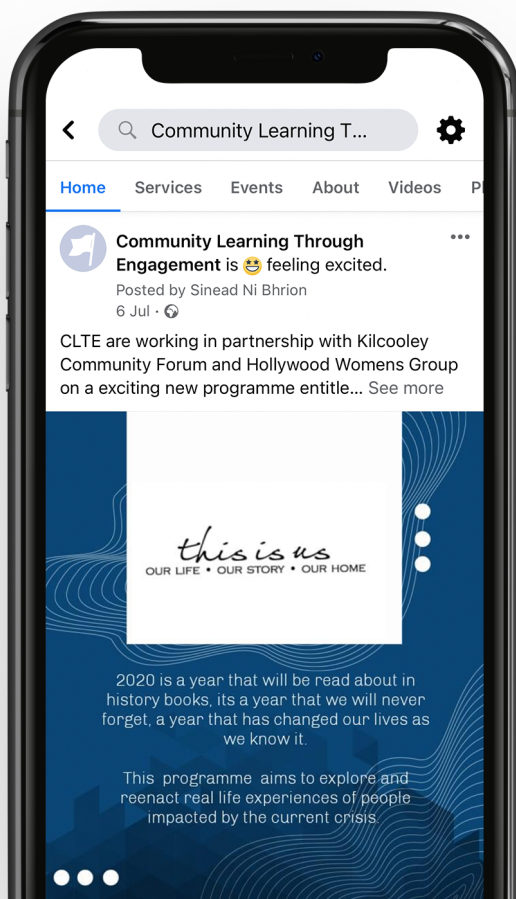 Community Learning T...
Home Services Events About Videos
Community Learning Through
Engagement is 🤩 feeling excited.
Posted by Sinead Ni Bhrion
6 Jul ·
CLTE are working in partnership with Kilcooley
Community Forum and Hollywood Womens Group
on a exciting new programme entitle... See more
this is us
OUR LIFE • OUR STORY • OUR HOME
2020 is a year that will be read about in
history books, its a year that we will never
forget, a year that has changed our lives as
we know it.
This programme aims to explore and
reenact real life experiences of people
impacted by the current crisis.